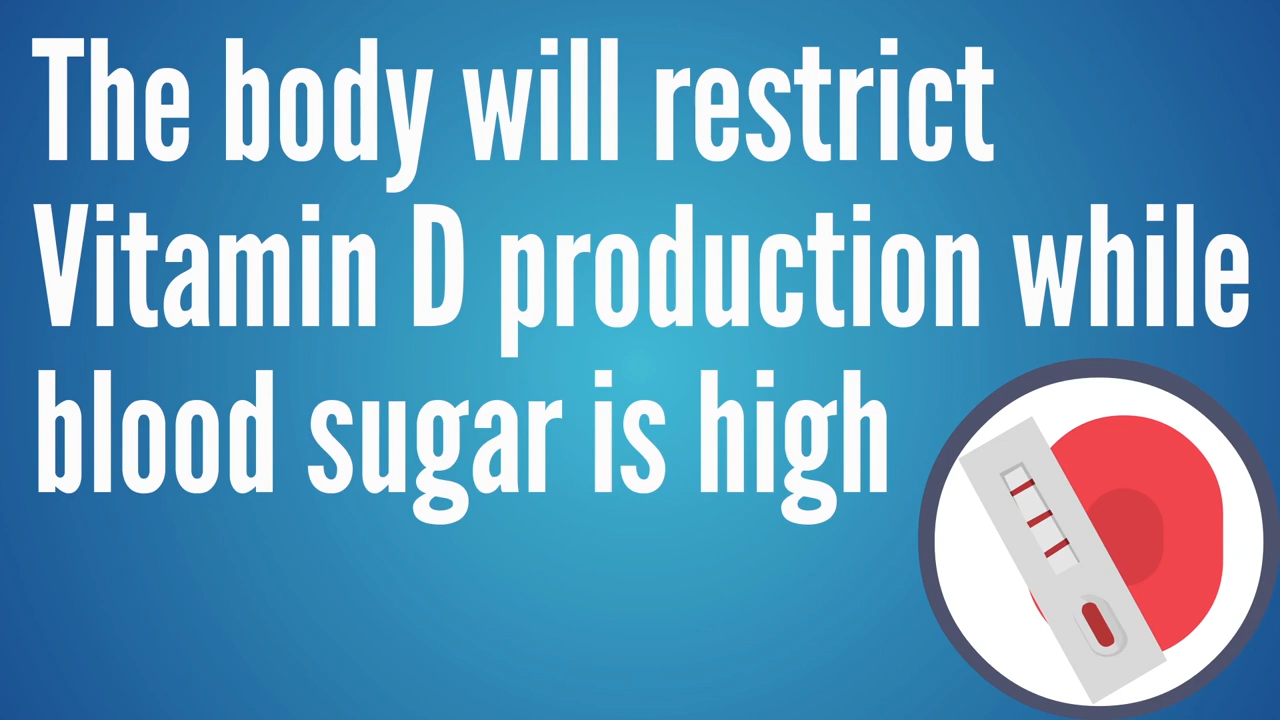 The body will restrict
Vitamin D production while
blood sugar is high